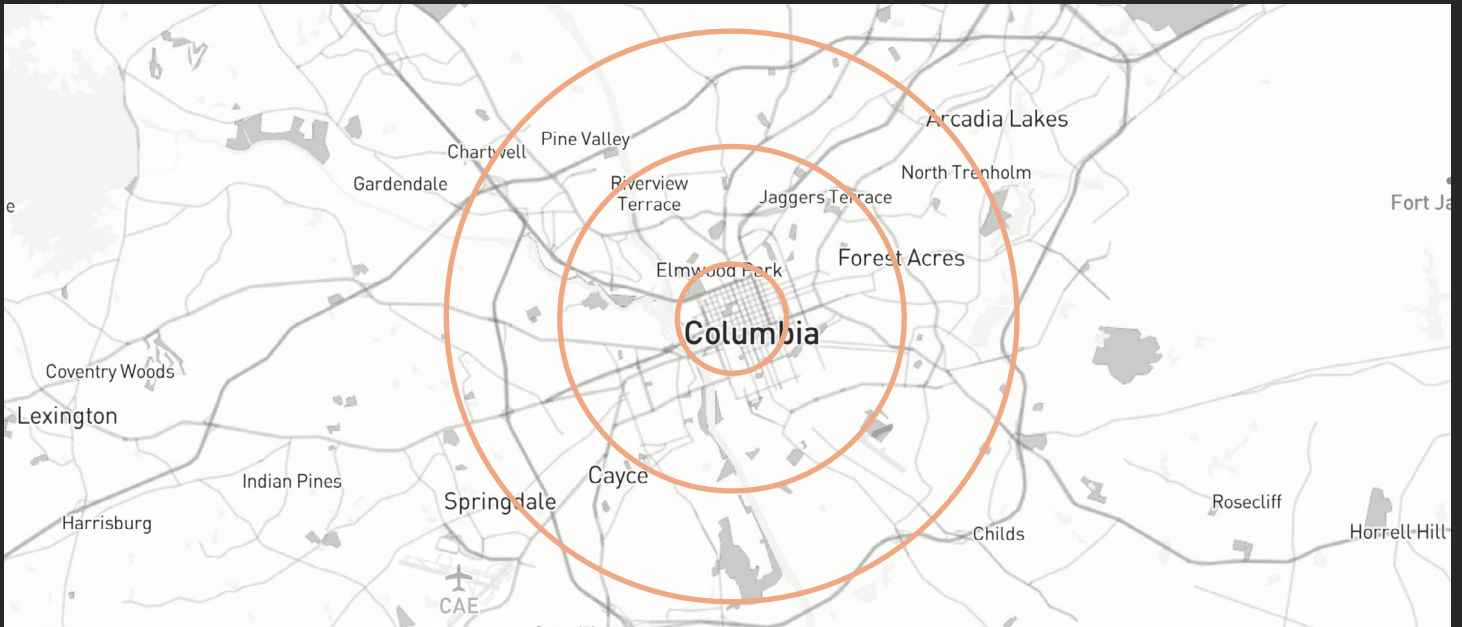 Arcadia Lakes
Pine Valley
Chartwell
North Trenholm
Gardendale
Riverview
Terrace
Jaggers Terrace
e
Fort Ja
Forest Acres
Elmwood Park
Columbia
Coventry Woods
Lexington
Cayce
Indian Pines
Springdale
Rosecliff
Harrisburg
Horrell Hill
Childs
CAE